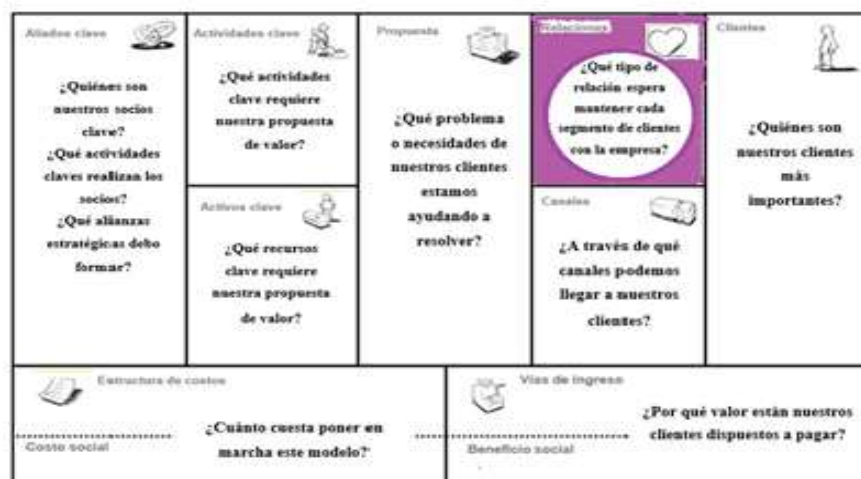 Aliados clave
¿Quiénes son
nuestros socios
clave?
¿Qué actividades
claves realizan los
socios?
¿Qué alianzas
estratégicas debo
formar?
Actividades clave
¿Qué actividades
clave requiere
nuestra propuesta
de valor?
Activos clave
¿Qué recursos
clave requiere
nuestra propuesta
de valor?
Propuesta
¿Qué problema
o necesidades de
nuestros clientes
estamos
ayudando a
resolver?
Relaciones
¿Qué tipo de
relación espera
mantener cada
segmento de clientes
con la empresa?
Canales
¿A través de qué
canales podemos
llegar a nuestros
clientes?
Clientes
¿Quiénes son
nuestros clientes
más
importantes?
Estructura de costos
¿Cuánto cuesta poner en
marcha este modelo?
Costo social
Vías de ingreso
¿Por qué valor están nuestros
clientes dispuestos a pagar?
Beneficio social